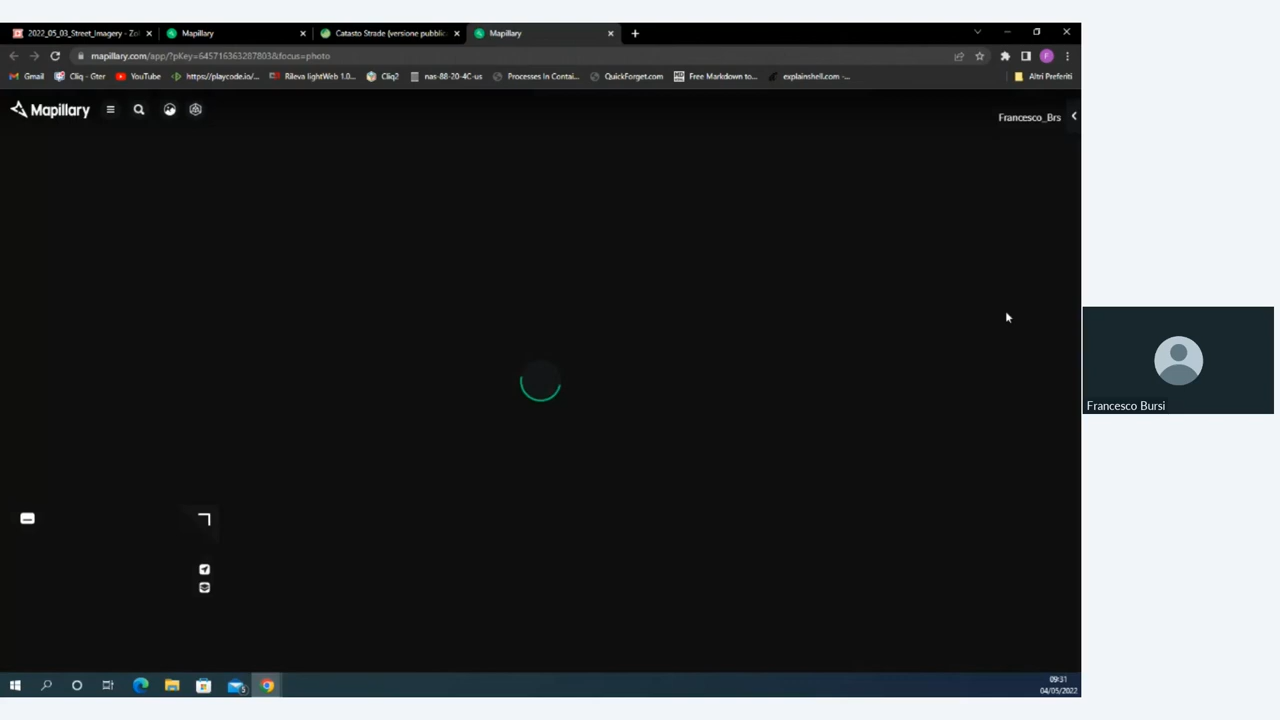 2022_05_03_Street_Imagery - Zo
Mapillary
Catasto Strade (versione pubblic
Mapillary
mapillary.com/app/?pKey=645716363287803&focus=photo
Gmail
Cliq - Gter
YouTube
https://playcode.io/...
Rileva lightWeb 1.0...
Cliq2
nas-88-20-4C-us
Processes In Contai...
QuickForget.com
Free Markdown to...
explainshell.com -...
Altri Preferiti
Mapillary
Francesco_Brs
Francesco Bursi
5
09:31
04/05/2022